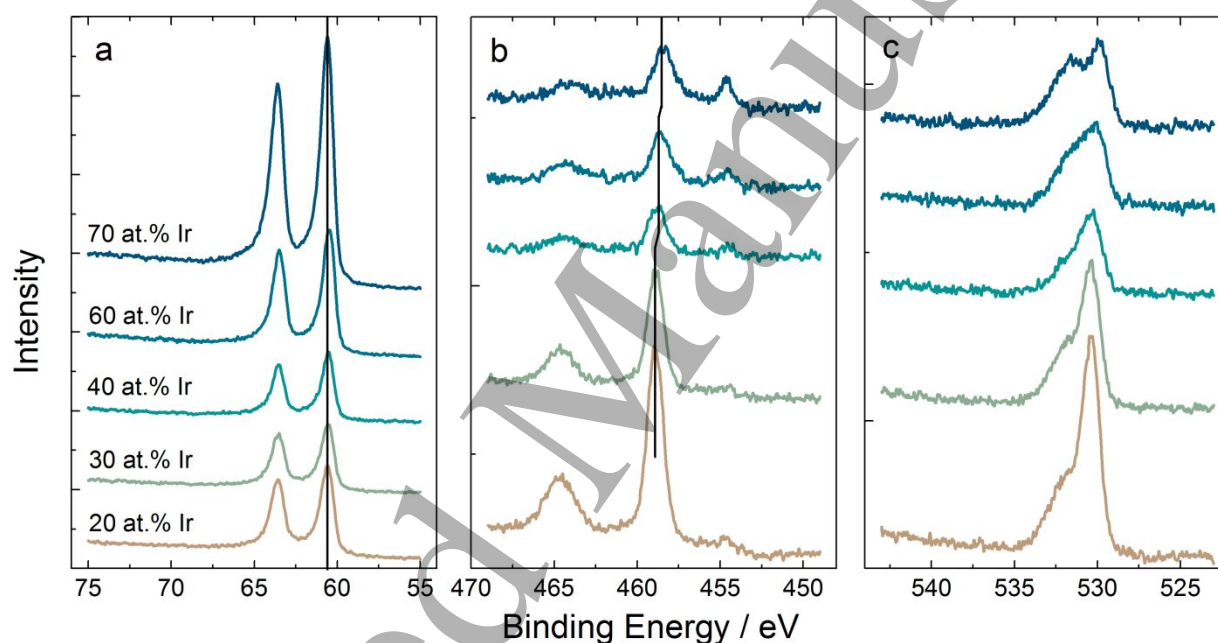 a
b
c
Intensity
70 at.% Ir
60 at.% Ir
40 at.% Ir
30 at.% Ir
20 at.% Ir
75 70 65 60 55
470 465 460 455 450
540 535 530 525
Binding Energy / eV
d Manu